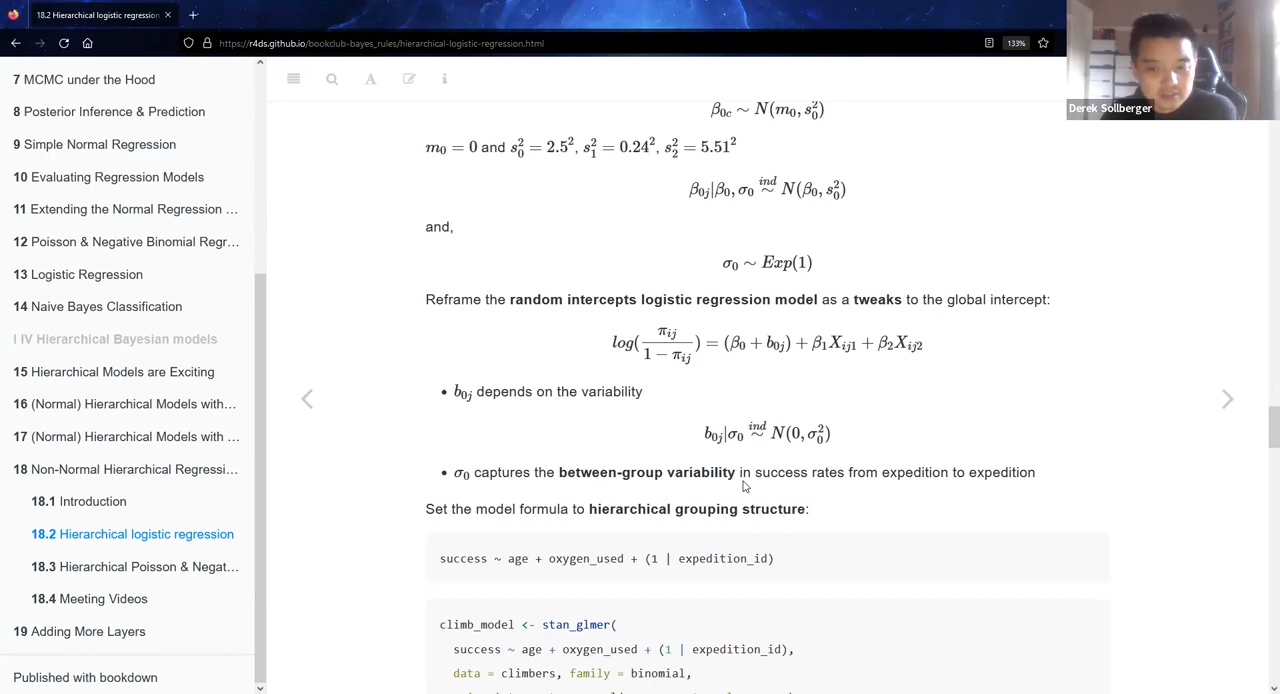 18.2 Hierarchical logistic regression
https://r4ds.github.io/bookclub-bayes_rules/hierarchical-logistic-regression.html
133%
Derek Sollberger
7 MCMC under the Hood
8 Posterior Inference & Prediction
9 Simple Normal Regression
10 Evaluating Regression Models
11 Extending the Normal Regression …
12 Poisson & Negative Binomial Regr…
13 Logistic Regression
14 Naive Bayes Classification
I IV Hierarchical Bayesian models
15 Hierarchical Models are Exciting
16 (Normal) Hierarchical Models with…
17 (Normal) Hierarchical Models with …
18 Non-Normal Hierarchical Regressi…
18.1 Introduction
18.2 Hierarchical logistic regression
18.3 Hierarchical Poisson & Negat…
18.4 Meeting Videos
19 Adding More Layers
Published with bookdown
β₀c ~ N(m₀, s₀²)
m₀ = 0 and s₀² = 2.5², s₁² = 0.24², s₂² = 5.51²
β₀j|β₀, σ₀ ind ~ N(β₀, s₀²)
and,
σ₀ ~ Exp(1)
Reframe the random intercepts logistic regression model as a tweaks to the global intercept:
log(πij / 1 − πij) = (β₀ + b₀j) + β₁Xij1 + β₂Xij2
• b₀j depends on the variability
b₀j|σ₀ ind ~ N(0, σ₀²)
• σ₀ captures the between-group variability in success rates from expedition to expedition
Set the model formula to hierarchical grouping structure:
success ~ age + oxygen_used + (1 | expedition_id)
climb_model <- stan_glmer(
success ~ age + oxygen_used + (1 | expedition_id),
data = climbers, family = binomial,